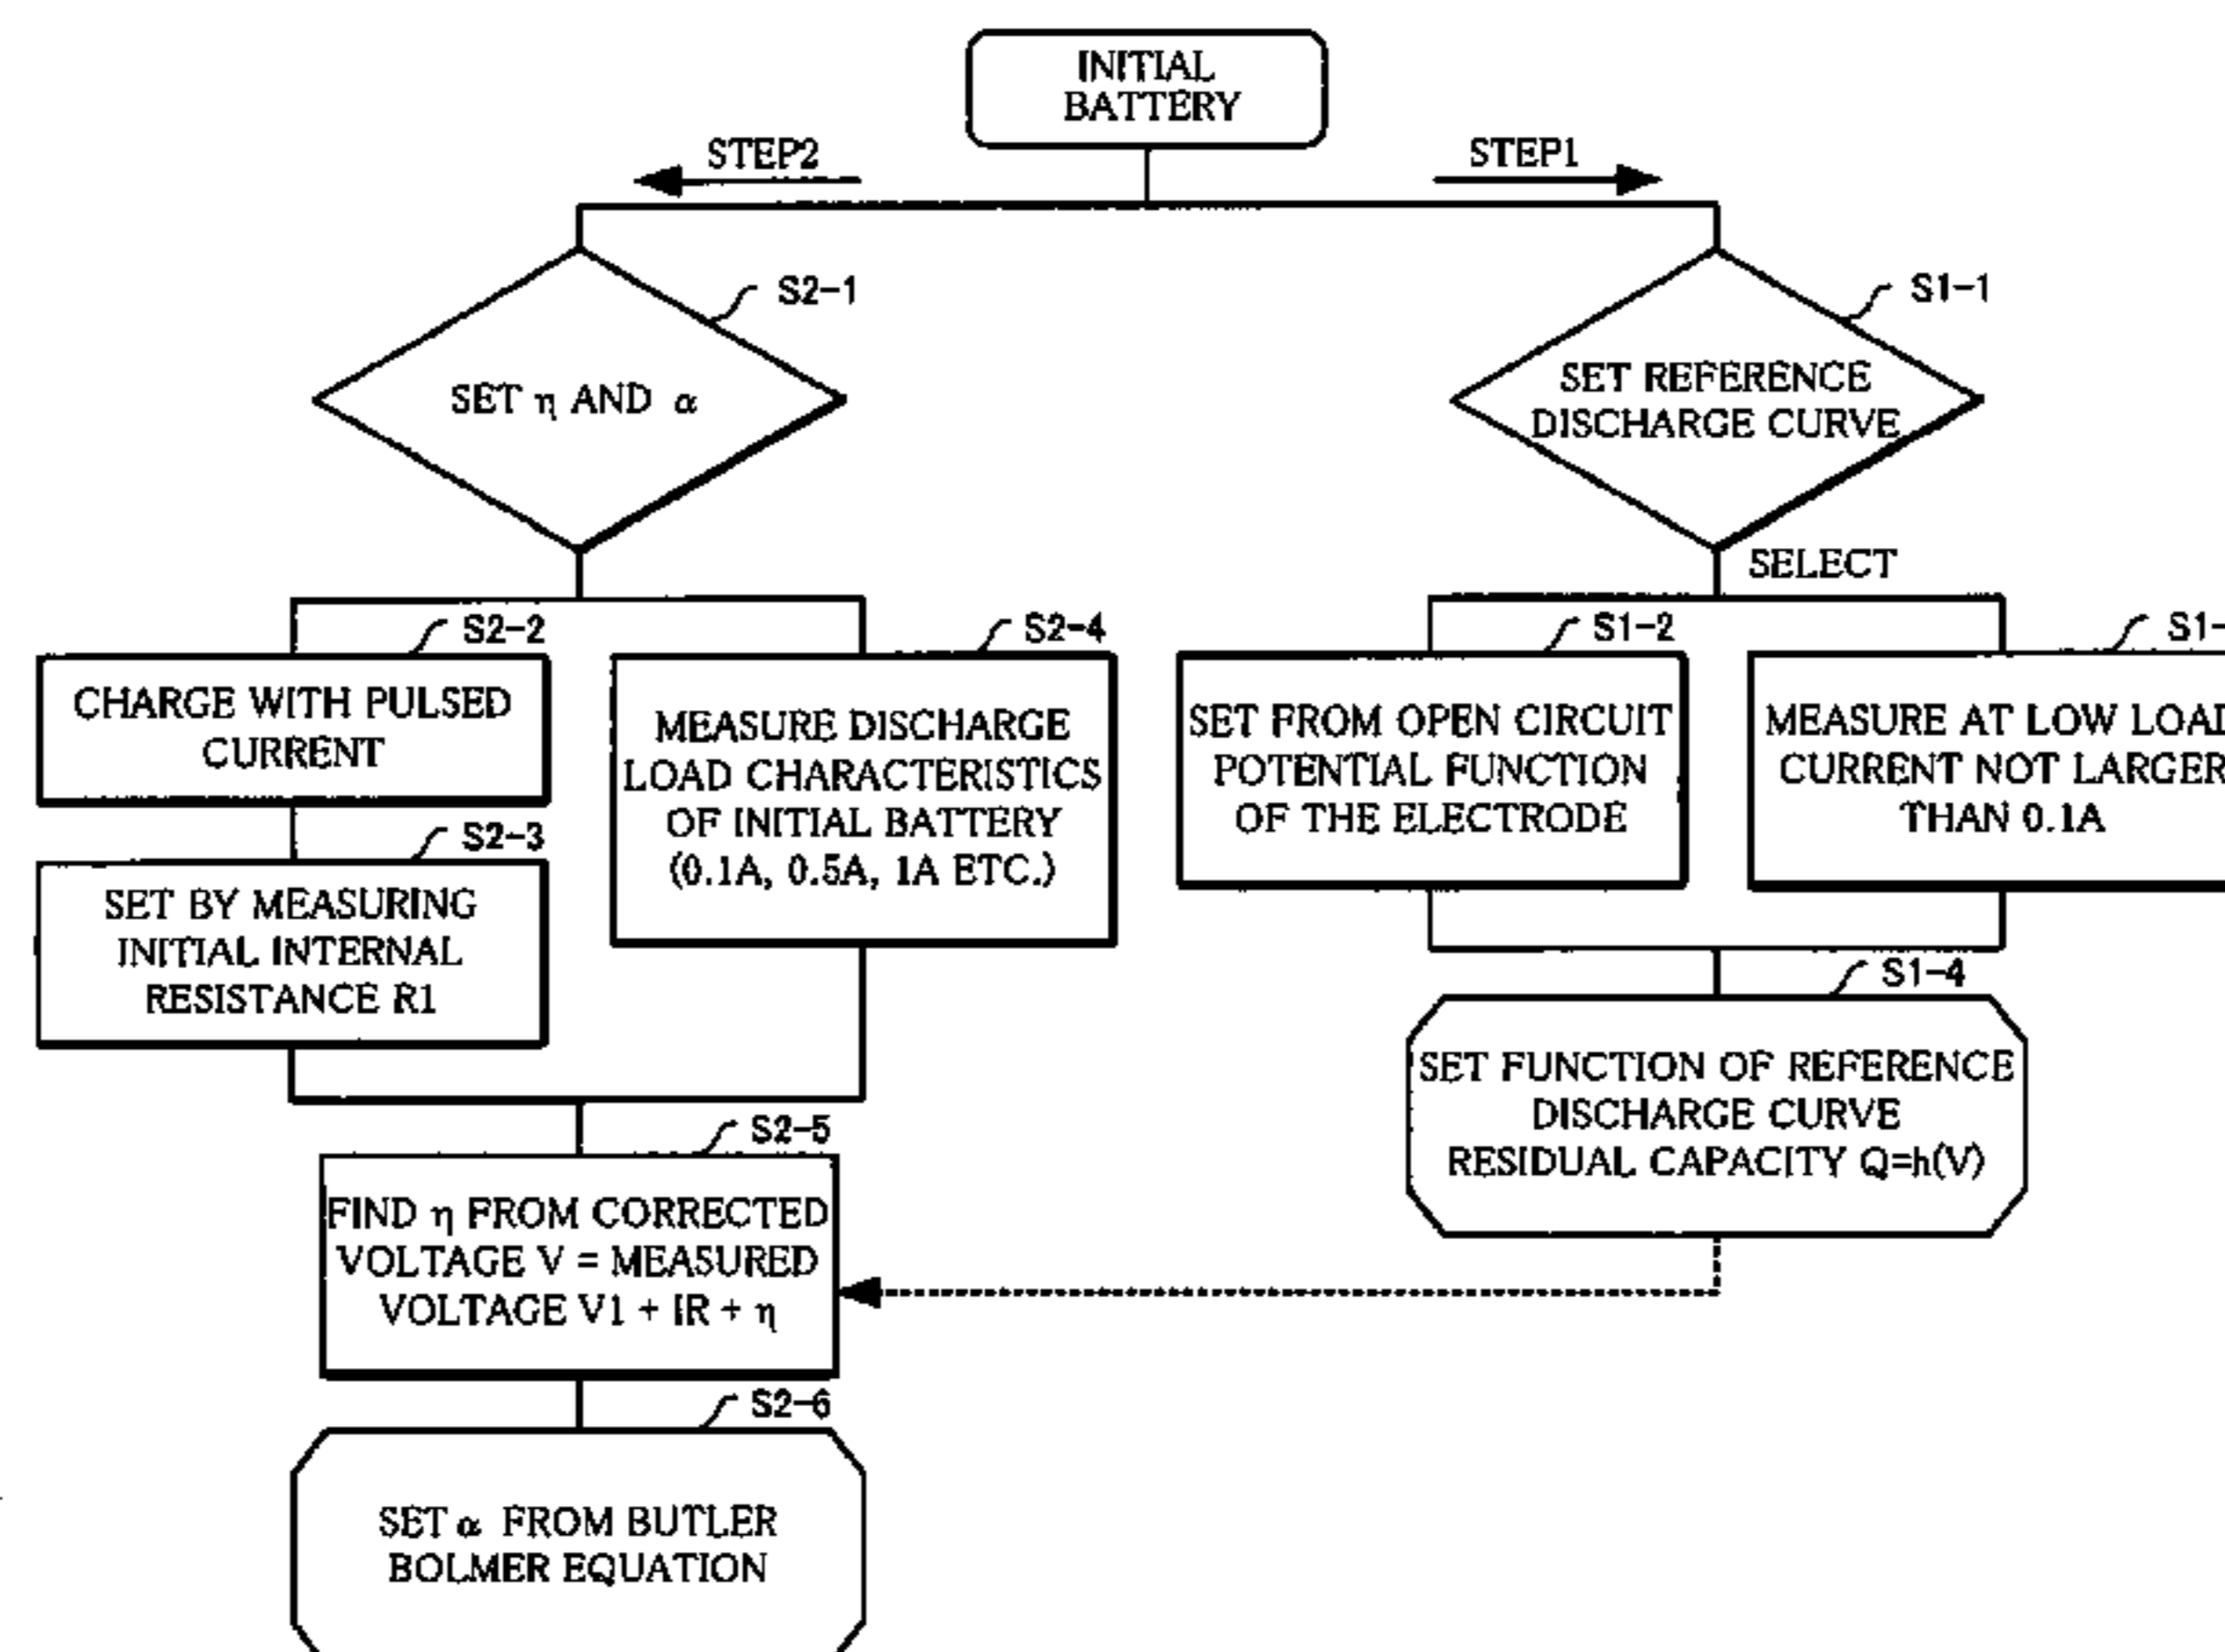 INITIAL
BATTERY
STEP2
STEP1
S2-1
SET η AND α
S1-1
SET REFERENCE
DISCHARGE CURVE
SELECT
S2-2
CHARGE WITH PULSED
CURRENT
S2-3
SET BY MEASURING
INITIAL INTERNAL
RESISTANCE R1
S2-4
MEASURE DISCHARGE
LOAD CHARACTERISTICS
OF INITIAL BATTERY
(0.1A, 0.5A, 1A ETC.)
S1-2
SET FROM OPEN CIRCUIT
POTENTIAL FUNCTION
OF THE ELECTRODE
S1-
MEASURE AT LOW LOAD
CURRENT NOT LARGER
THAN 0.1A
S1-4
SET FUNCTION OF REFERENCE
DISCHARGE CURVE
RESIDUAL CAPACITY Q=h(V)
S2-5
FIND η FROM CORRECTED
VOLTAGE V = MEASURED
VOLTAGE V1 + IR + η
S2-6
SET α FROM BUTLER
BOLMER EQUATION